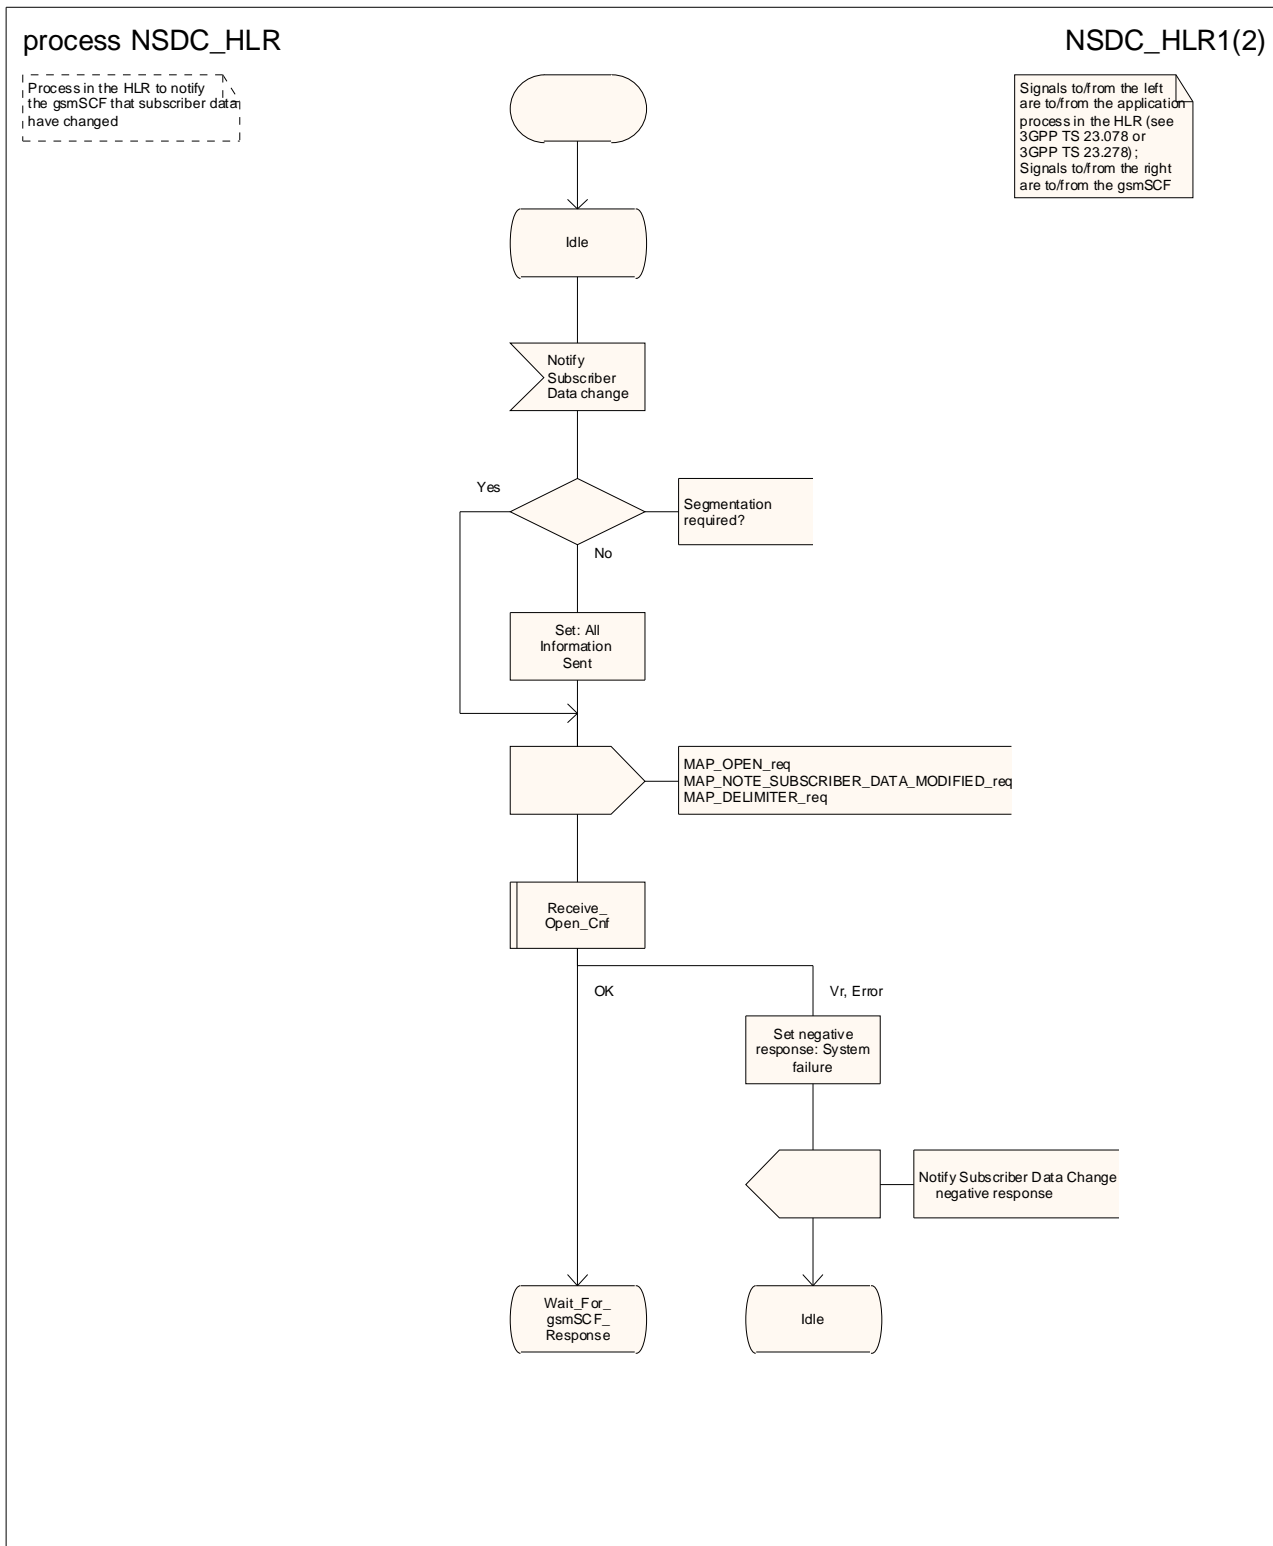 process NSDC_HLR
NSDC_HLR1(2)
Process in the HLR to notify
the gsmSCF that subscriber data
have changed
Signals to/from the left
are to/from the application
process in the HLR (see
3GPP TS 23.078 or
3GPP TS 23.278);
Signals to/from the right
are to/from the gsmSCF
Idle
Notify
Subscriber
Data change
Yes
Segmentation
required?
No
Set: All
Information
Sent
MAP_OPEN_req
MAP_NOTE_SUBSCRIBER_DATA_MODIFIED_req
MAP_DELIMITER_req
Receive_
Open_Cnf
OK
Vr, Error
Set negative
response: System
failure
Notify Subscriber Data Change
negative response
Wait_For_
gsmSCF_
Response
Idle